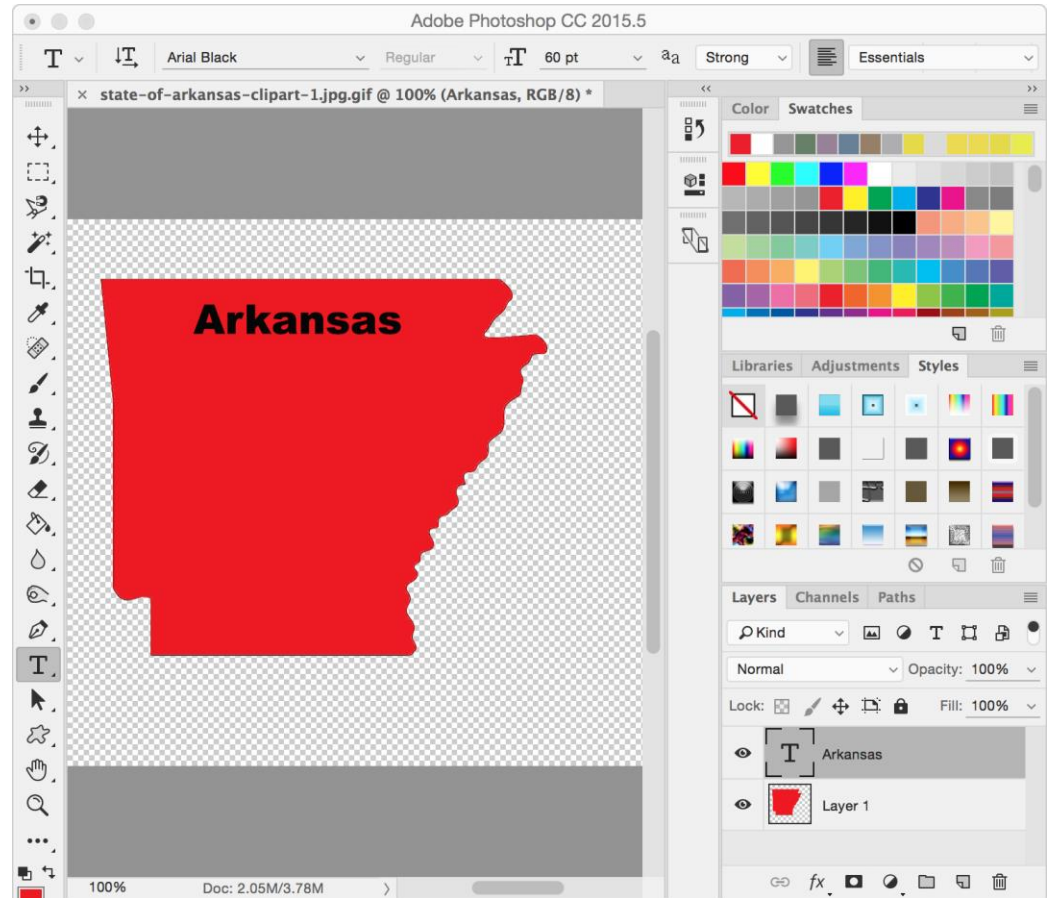 Adobe Photoshop CC 2015.5
T Arial Black Regular TT 60 pt aa Strong Essentials
× state-of-arkansas-clipart-1.jpg.gif @ 100% (Arkansas, RGB/8) *
Color Swatches
Arkansas
Libraries Adjustments Styles
Layers Channels Paths
Kind
Normal Opacity: 100%
Lock: Fill: 100%
T Arkansas
Layer 1
100% Doc: 2.05M/3.78M
fx